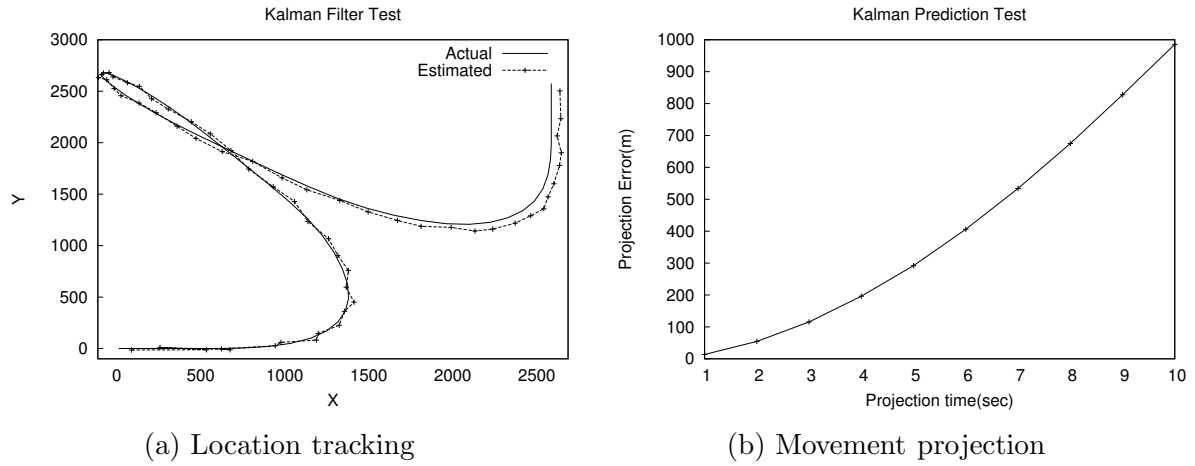 Kalman Filter Test
3000
2500
2000
1500
1000
500
0
Y
Actual
Estimated
0 500 1000 1500 2000 2500
X
(a) Location tracking
Kalman Prediction Test
1000
900
800
700
600
500
400
300
200
100
0
Projection Error(m)
1 2 3 4 5 6 7 8 9 10
Projection time(sec)
(b) Movement projection